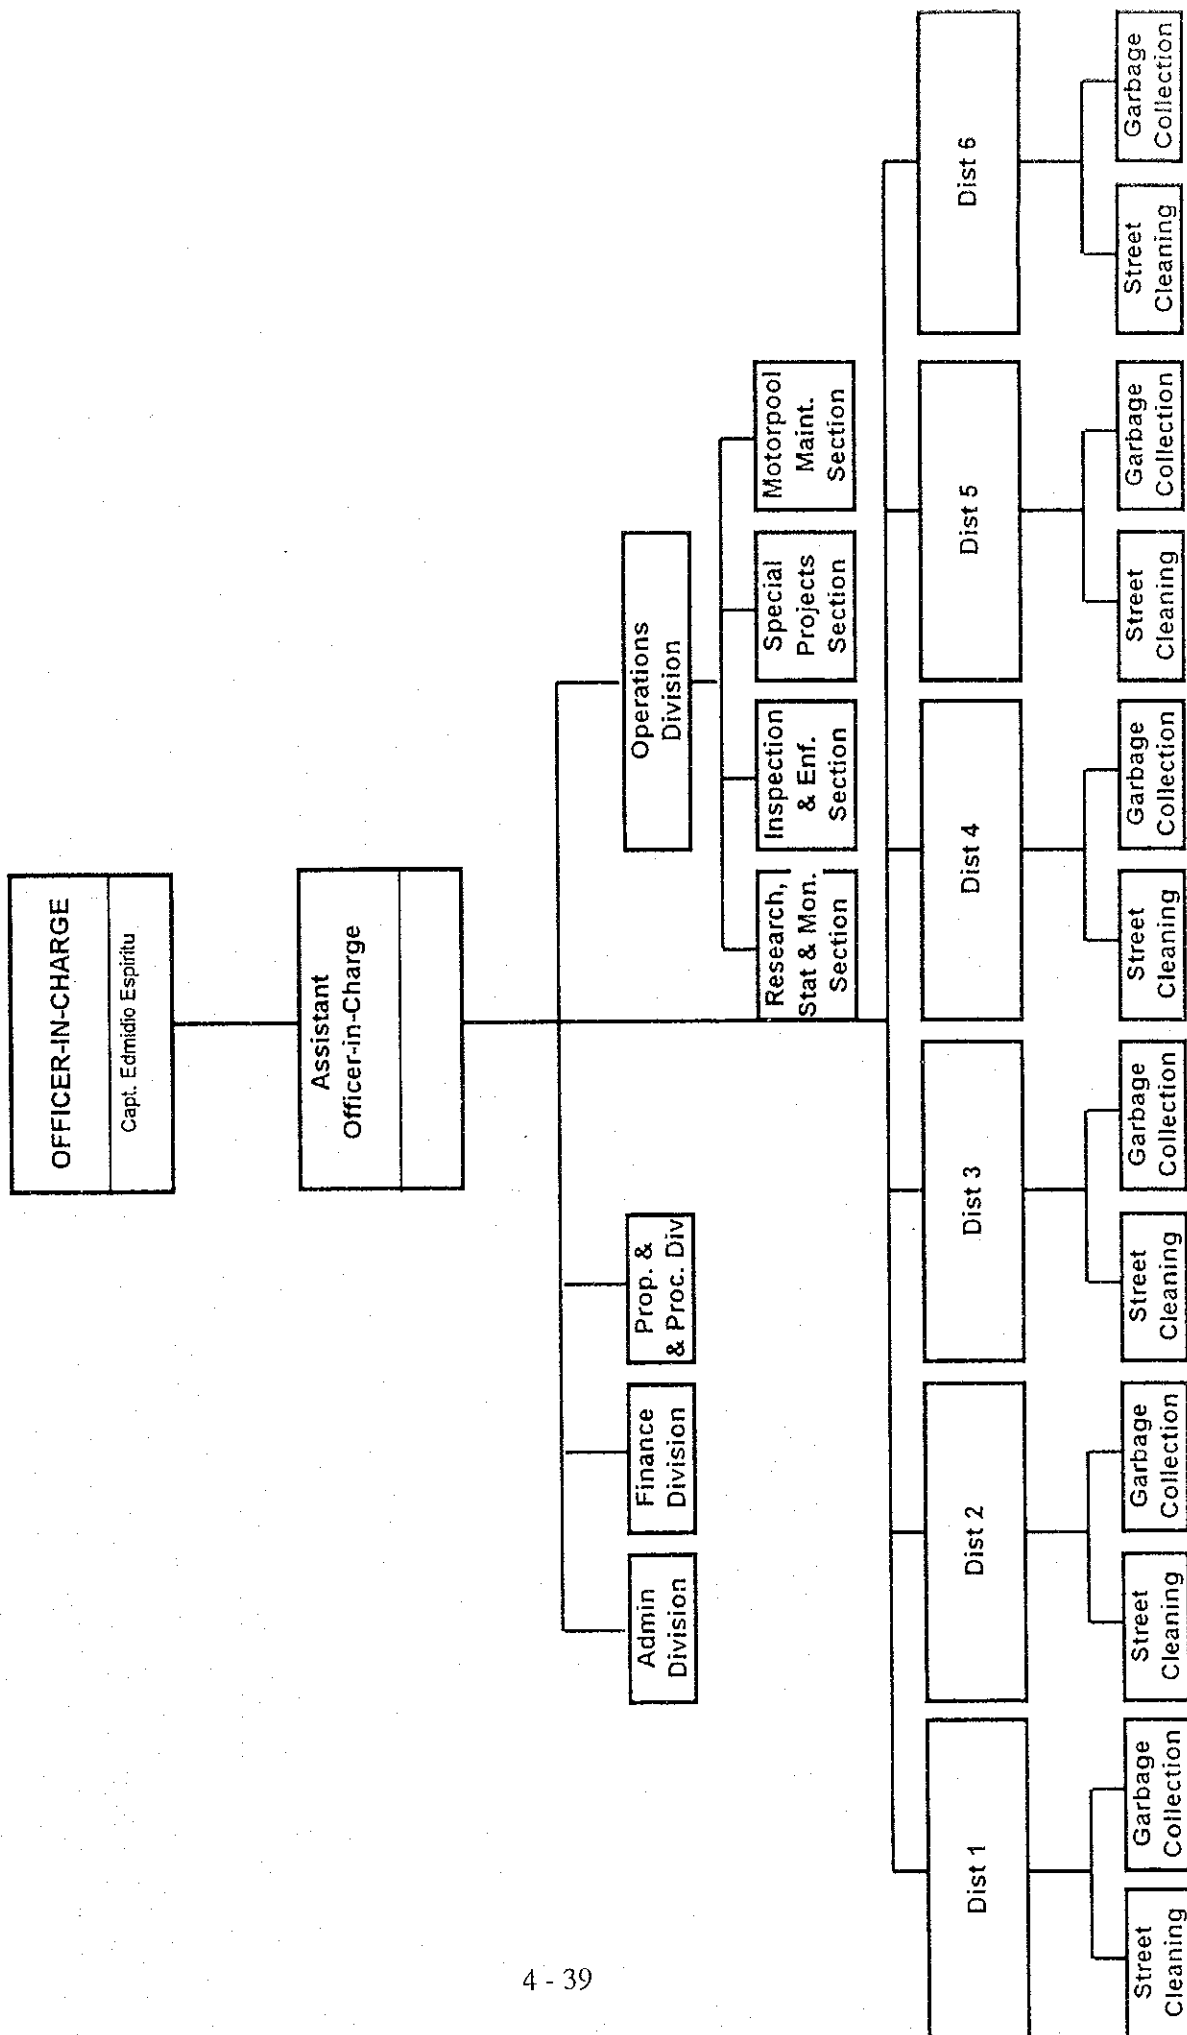 OFFICER-IN-CHARGE
Capt. Edmidio Espiritu
Assistant
Officer-in-Charge
Admin
Division
Finance
Division
Prop. &
& Proc. Div
Operations
Division
Research,
Stat & Mon.
Section
Inspection
& Enf.
Section
Special
Projects
Section
Motorpool
Maint.
Section
Dist 1
Dist 2
Dist 3
Dist 4
Dist 5
Dist 6
Street
Cleaning
Garbage
Collection
Street
Cleaning
Garbage
Collection
Street
Cleaning
Garbage
Collection
Street
Cleaning
Garbage
Collection
Street
Cleaning
Garbage
Collection
Street
Cleaning
Garbage
Collection
4 - 39